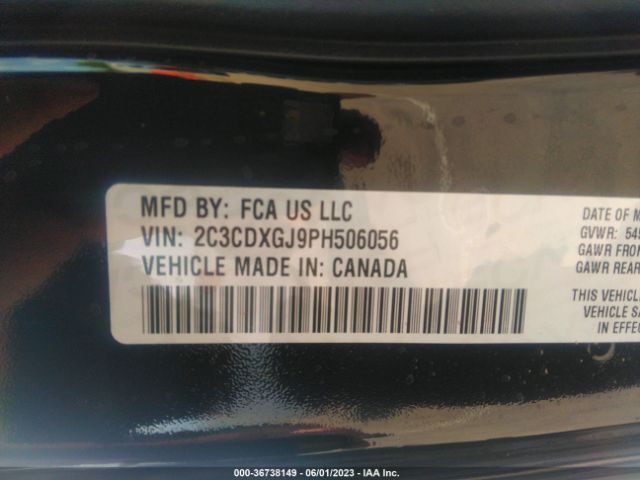 MFD BY: FCA US LLC
VIN: 2C3CDXGJ9PH506056
VEHICLE MADE IN: CANADA
DATE OF M
GVWR: 545
GAWR FRON
GAWR REAR
THIS VEHICL
VEHICLE SA
IN EFFEC
000-36738149 - 06/01/2023 - IAA Inc.